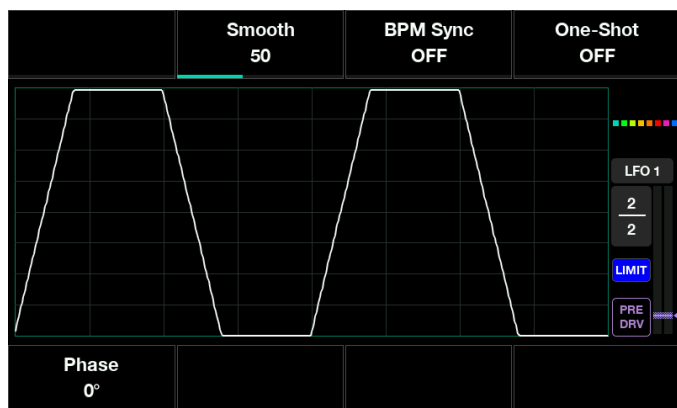 Smooth
50
BPM Sync
OFF
One-Shot
OFF
LFO 1
2
2
LIMIT
PRE
DRV
Phase
0°